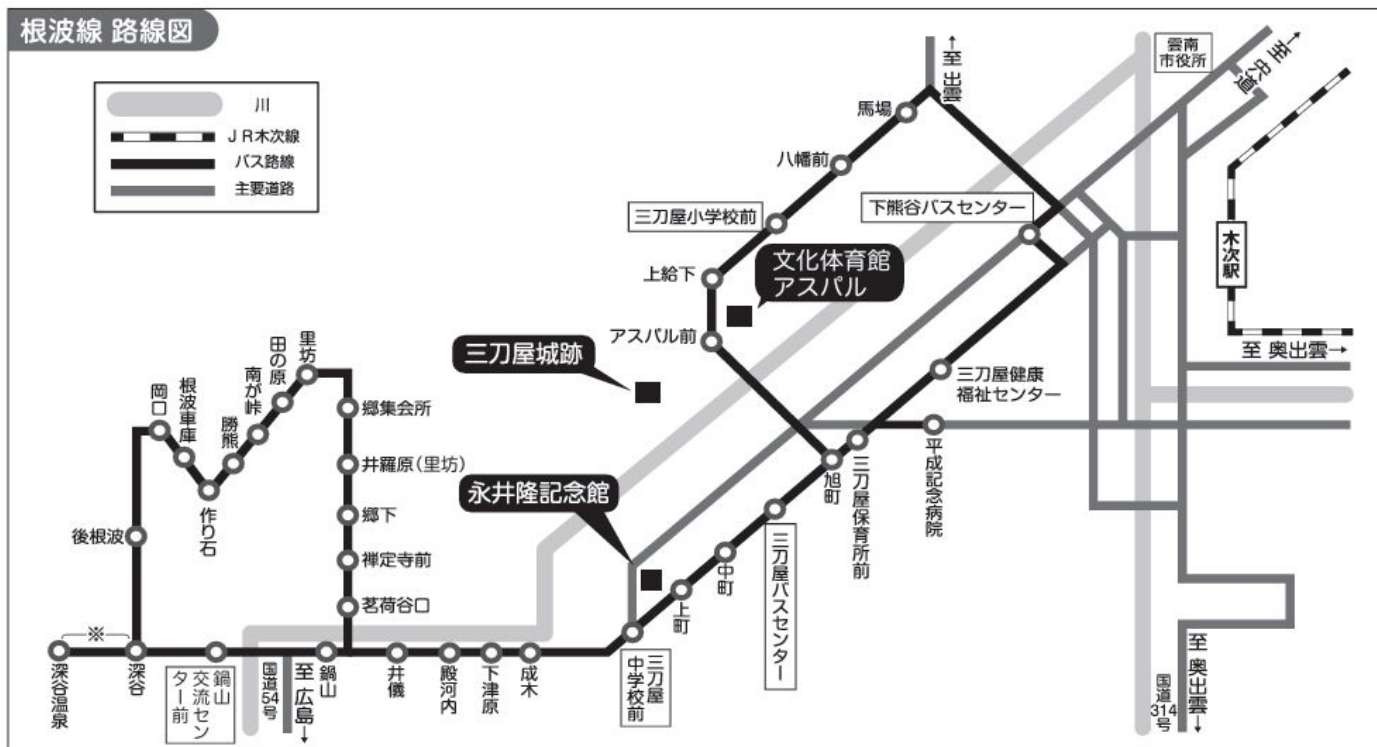 根波線 路線図
川
JR木次線
バス路線
主要道路
↑至 出雲
雲南
市役所
至 宍道→
馬場
八幡前
三刀屋小学校前
下熊谷バスセンター
上給下
文化体育館
アスパル
アスパル前
木次駅
至 奥出雲→
三刀屋城跡
三刀屋健康
福祉センター
里坊
田の原
南が峠
勝熊
根波車庫
岡口
作り石
郷集会所
井羅原(里坊)
郷下
禅定寺前
茗荷谷口
後根波
永井隆記念館
旭町
三刀屋保育所前
平成記念病院
三刀屋バスセンター
中町
上町
三刀屋
中学校前
※
深谷温泉
深谷
鍋山
交流セン
ター前
国道54号
至 広島→
鍋山
井儀
殿河内
下津原
成木
国道314号
至 奥出雲→